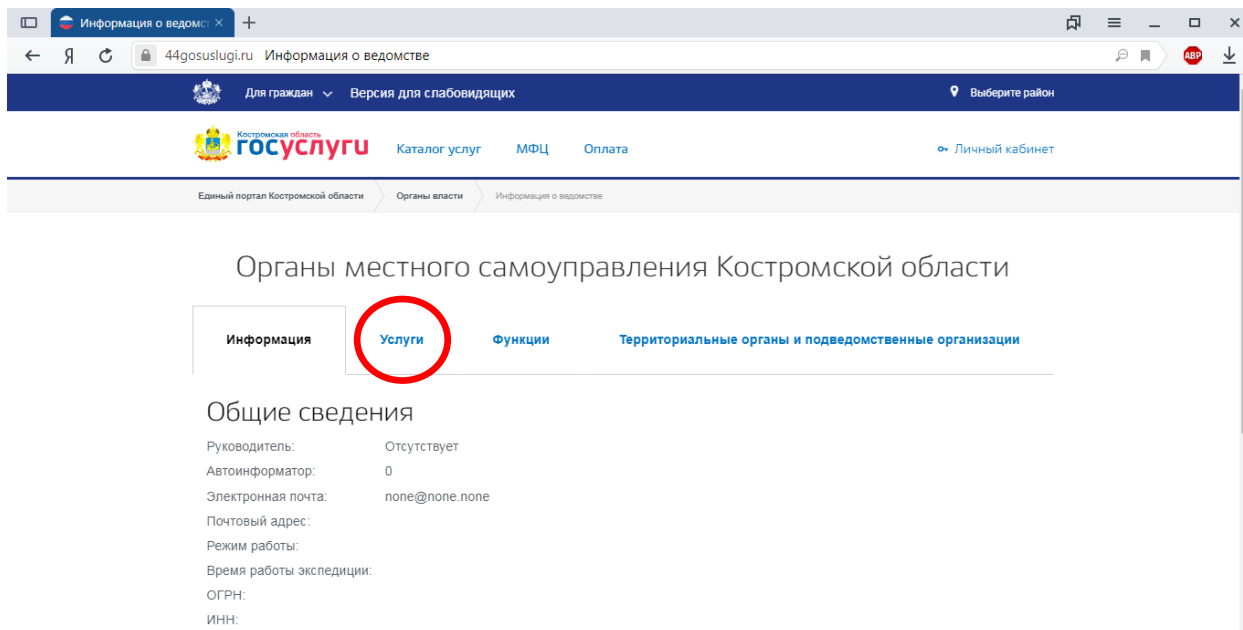 Информация о ведомст
44gosuslugi.ru Информация о ведомстве
ABP
Для граждан Версия для слабовидящих Выберите район
Костромская область
госуслуги Каталог услуг МФЦ Оплата Личный кабинет
Единый портал Костромской области Органы власти Информация о ведомстве
Органы местного самоуправления Костромской области
Информация Услуги Функции Территориальные органы и подведомственные организации
Общие сведения
Руководитель: Отсутствует
Автоинформатор: 0
Электронная почта: none@none.none
Почтовый адрес:
Режим работы:
Время работы экспедиции:
ОГРН:
ИНН: